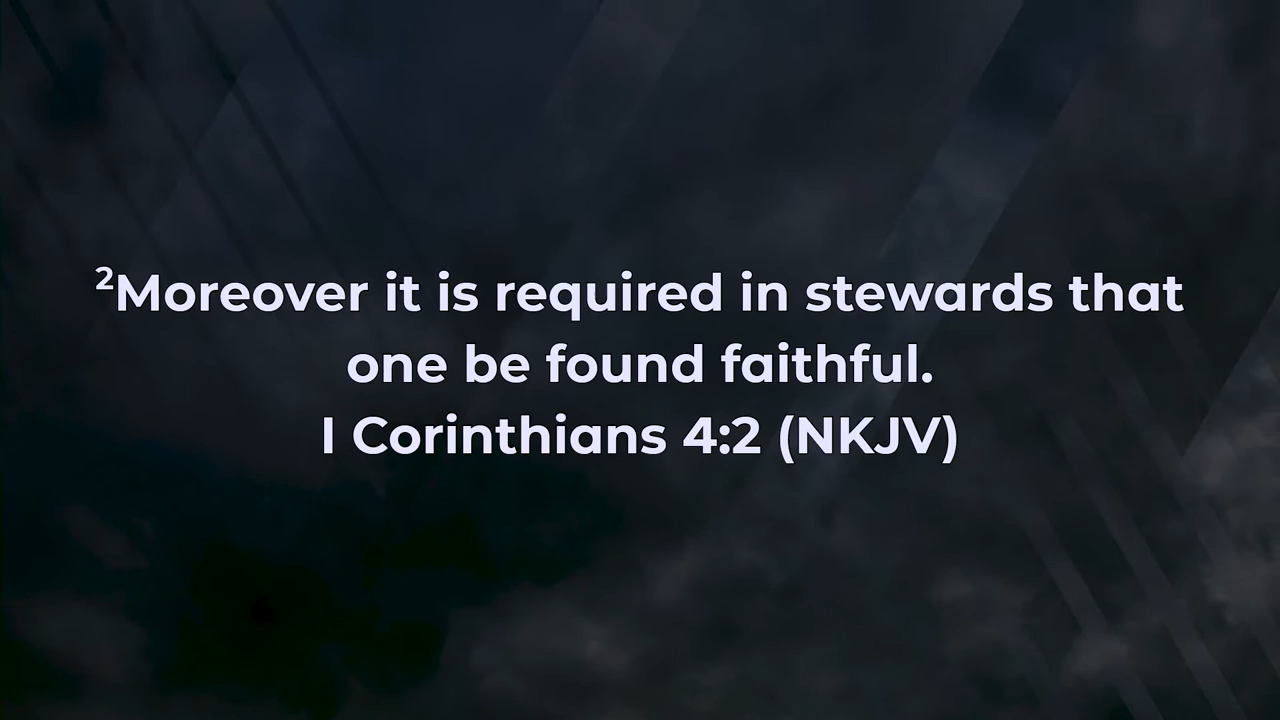 ²Moreover it is required in stewards that
one be found faithful.
I Corinthians 4:2 (NKJV)